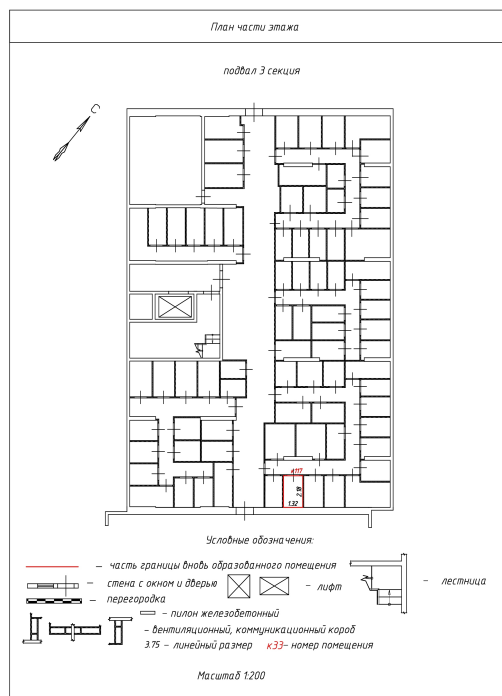 План части этажа
подвал 3 секция
С
к117
2.18
1.32
Условные обозначения:
– часть границы вновь образованного помещения
– стена с окном и дверью
– лифт
– лестница
– перегородка
– пилон железобетонный
– вентиляционный, коммуникационный короб
3.75 – линейный размер к33– номер помещения
Масштаб 1:200